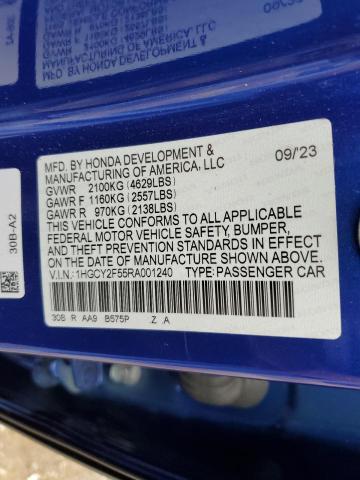 MFD. BY HONDA DEVELOPMENT &
MANUFACTURING OF AMERICA, LLC 09/23
GVWR 2100KG (4629LBS)
GAWR F 1160KG (2557LBS)
GAWR R 970KG (2138LBS)
THIS VEHICLE CONFORMS TO ALL APPLICABLE
FEDERAL MOTOR VEHICLE SAFETY, BUMPER,
AND THEFT PREVENTION STANDARDS IN EFFECT
ON THE DATE OF MANUFACTURE SHOWN ABOVE.
V.I.N: 1HGCY2F55RA001240 TYPE: PASSENGER CAR
30B R AA9 B575P Z A
30B-A2